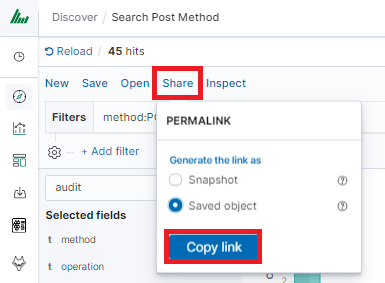 Discover / Search Post Method
Reload / 45 hits
New Save Open Share Inspect
Filters method:PO
+ Add filter
PERMALINK
Generate the link as
Snapshot
Saved object
Copy link
audit
Selected fields
t method
t operation
2